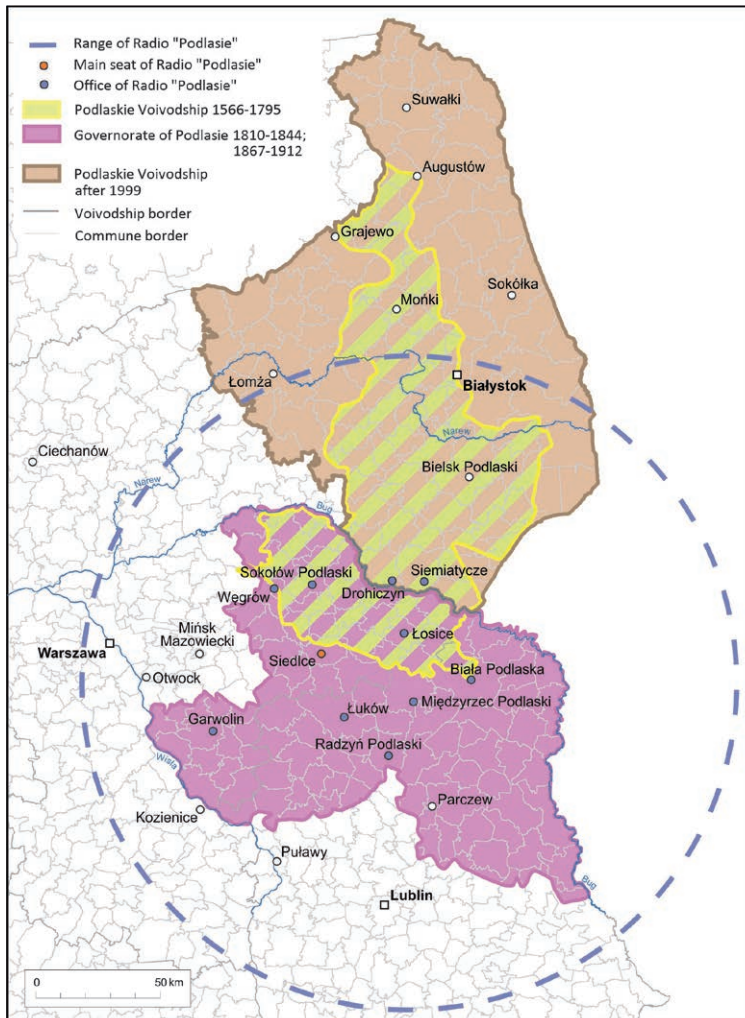 Range of Radio "Podlasie"
Main seat of Radio "Podlasie"
Office of Radio "Podlasie"
Podlaskie Voivodship 1566-1795
Governorate of Podlasie 1810-1844;
1867-1912
Podlaskie Voivodship
after 1999
Voivodship border
Commune border
Suwałki
Augustów
Grajewo
Sokółka
Mońki
Łomża
Białystok
Narew
Ciechanów
Bielsk Podlaski
Narew
Bug
Sokołów Podlaski
Siemiatycze
Węgrów
Drohiczyn
Mińsk
Mazowiecki
Łosice
Warszawa
Siedlce
Biała Podlaska
Otwock
Międzyrzec Podlaski
Garwolin
Łuków
Radzyń Podlaski
Wisła
Parczew
Kozienice
Puławy
Bug
Lublin
0 50 km